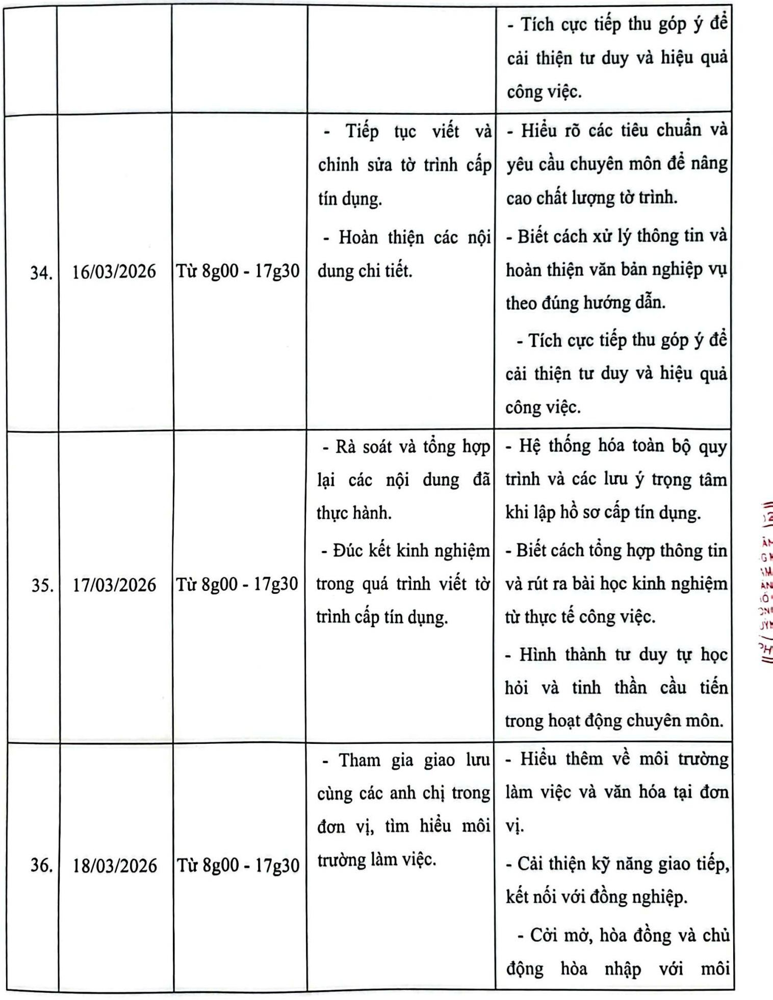 - Tích cực tiếp thu góp ý để
cải thiện tư duy và hiệu quả
công việc.
34.
16/03/2026
Từ 8g00 - 17g30
- Tiếp tục viết và
chỉnh sửa tờ trình cấp
tín dụng.
- Hoàn thiện các nội
dung chi tiết.
- Hiểu rõ các tiêu chuẩn và
yêu cầu chuyên môn để nâng
cao chất lượng tờ trình.
- Biết cách xử lý thông tin và
hoàn thiện văn bản nghiệp vụ
theo đúng hướng dẫn.
- Tích cực tiếp thu góp ý để
cải thiện tư duy và hiệu quả
công việc.
35.
17/03/2026
Từ 8g00 - 17g30
- Rà soát và tổng hợp
lại các nội dung đã
thực hành.
- Đúc kết kinh nghiệm
trong quá trình viết tờ
trình cấp tín dụng.
- Hệ thống hóa toàn bộ quy
trình và các lưu ý trọng tâm
khi lập hồ sơ cấp tín dụng.
- Biết cách tổng hợp thông tin
và rút ra bài học kinh nghiệm
từ thực tế công việc.
- Hình thành tư duy tự học
hỏi và tinh thần cầu tiến
trong hoạt động chuyên môn.
36.
18/03/2026
Từ 8g00 - 17g30
- Tham gia giao lưu
cùng các anh chị trong
đơn vị, tìm hiểu môi
trường làm việc.
- Hiểu thêm về môi trường
làm việc và văn hóa tại đơn
vị.
- Cải thiện kỹ năng giao tiếp,
kết nối với đồng nghiệp.
- Cởi mở, hòa đồng và chủ
động hòa nhập với môi